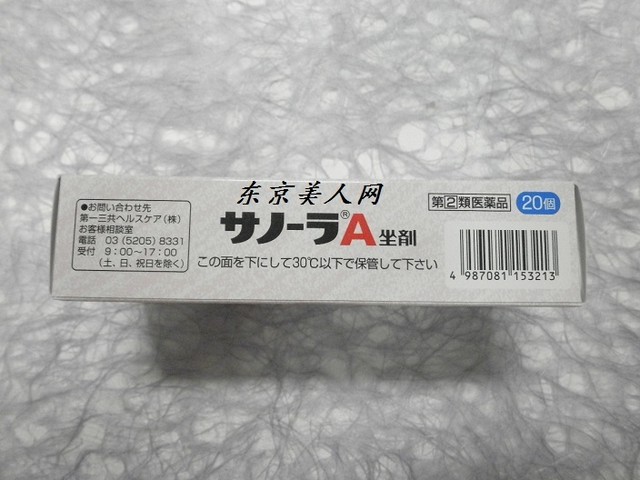 东京美人网
●お問い合わせ先
第一三共ヘルスケア(株)
お客様相談室
電話 03(5205)8331
受付 9:00〜17:00
(土、日、祝日を除く)
サノーラ®A坐剤
この面を下にして30℃以下で保管して下さい
第②類医薬品
20個
4 987081 153213